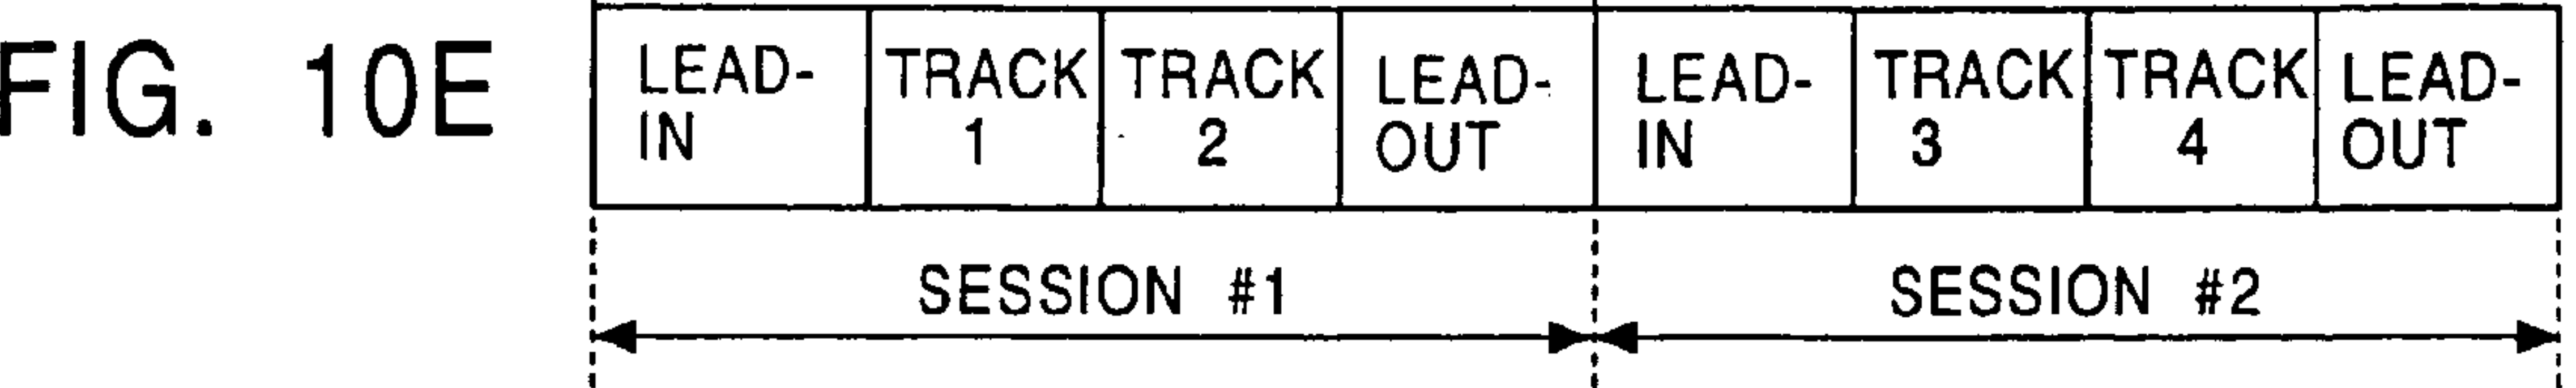 FIG. 10E
LEAD-
IN
TRACK
1
TRACK
2
LEAD-
OUT
LEAD-
IN
TRACK
3
TRACK
4
LEAD-
OUT
SESSION #1
SESSION #2